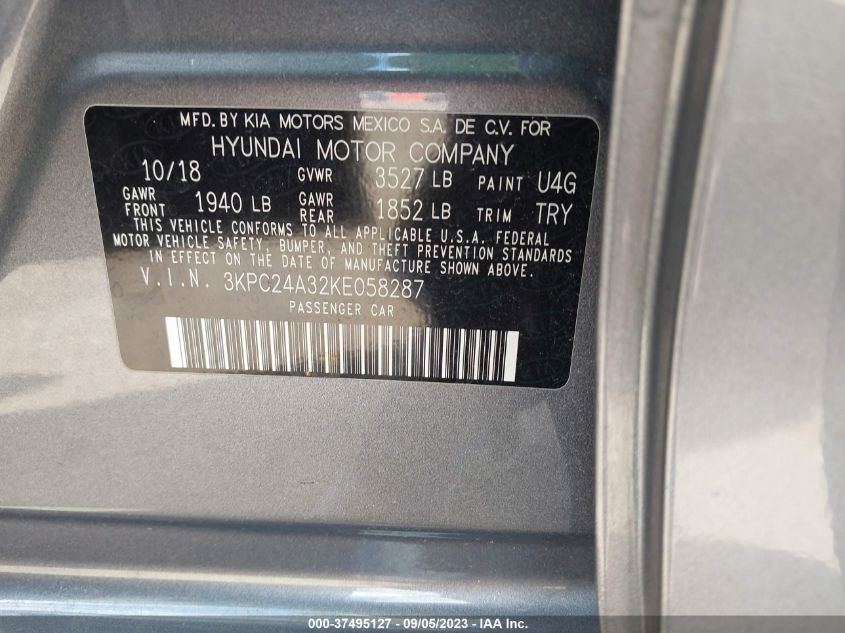 MFD. BY KIA MOTORS MEXICO S.A. DE C.V. FOR
HYUNDAI MOTOR COMPANY
10/18 GVWR 3527 LB PAINT U4G
GAWR FRONT 1940 LB GAWR REAR 1852 LB TRIM TRY
THIS VEHICLE CONFORMS TO ALL APPLICABLE U.S.A. FEDERAL
MOTOR VEHICLE SAFETY, BUMPER, AND THEFT PREVENTION STANDARDS
IN EFFECT ON THE DATE OF MANUFACTURE SHOWN ABOVE.
V.I.N. 3KPC24A32KE058287
PASSENGER CAR
000-37495127 - 09/05/2023 - IAA Inc.